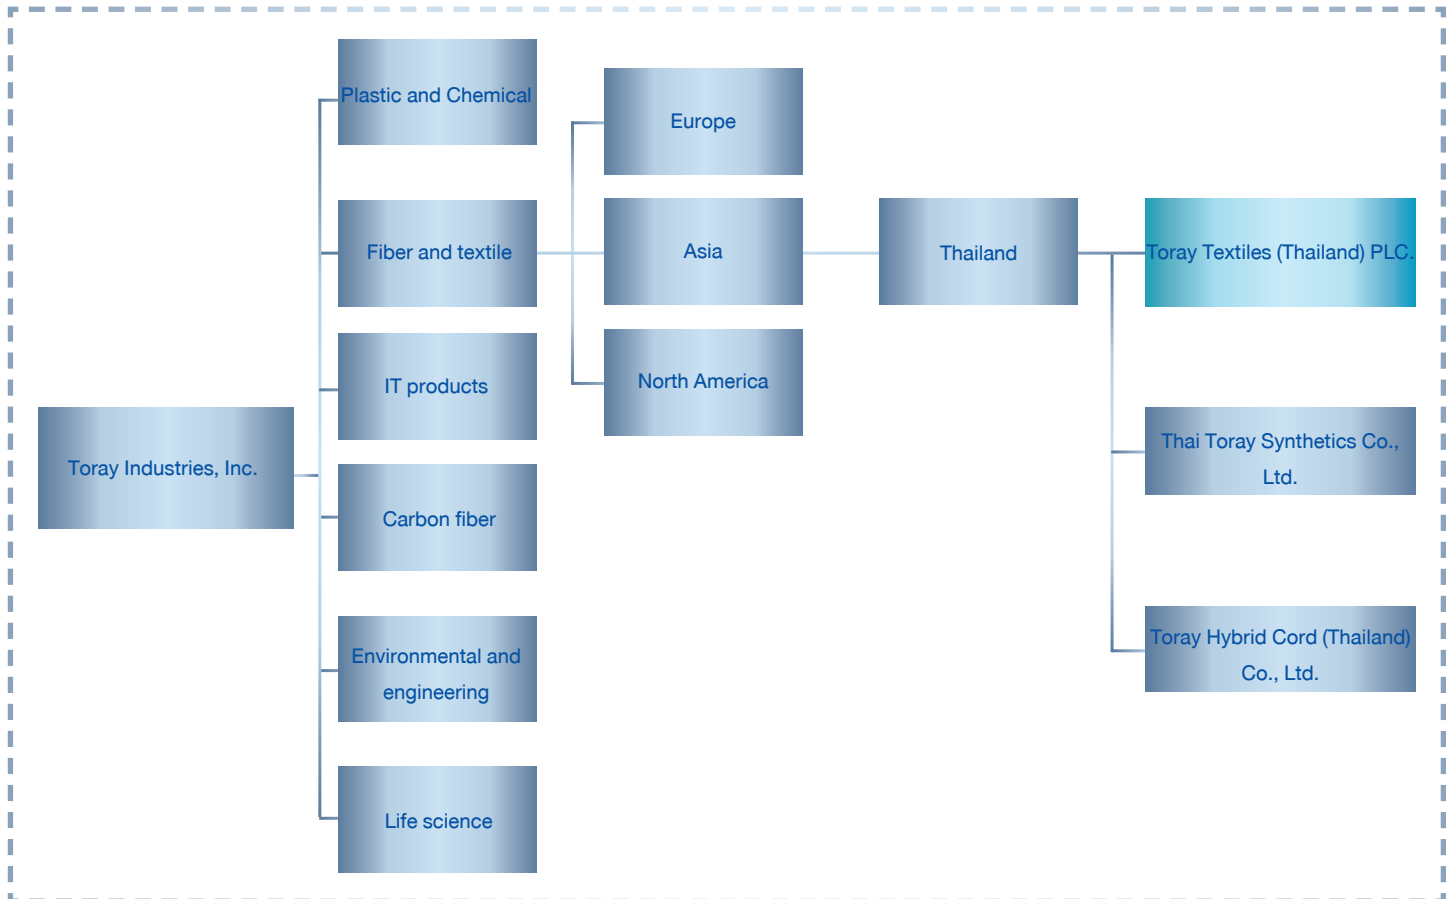 Toray Industries, Inc.
Plastic and Chemical
Fiber and textile
IT products
Carbon fiber
Environmental and
engineering
Life science
Europe
Asia
North America
Thailand
Toray Textiles (Thailand) PLC.
Thai Toray Synthetics Co.,
Ltd.
Toray Hybrid Cord (Thailand)
Co., Ltd.